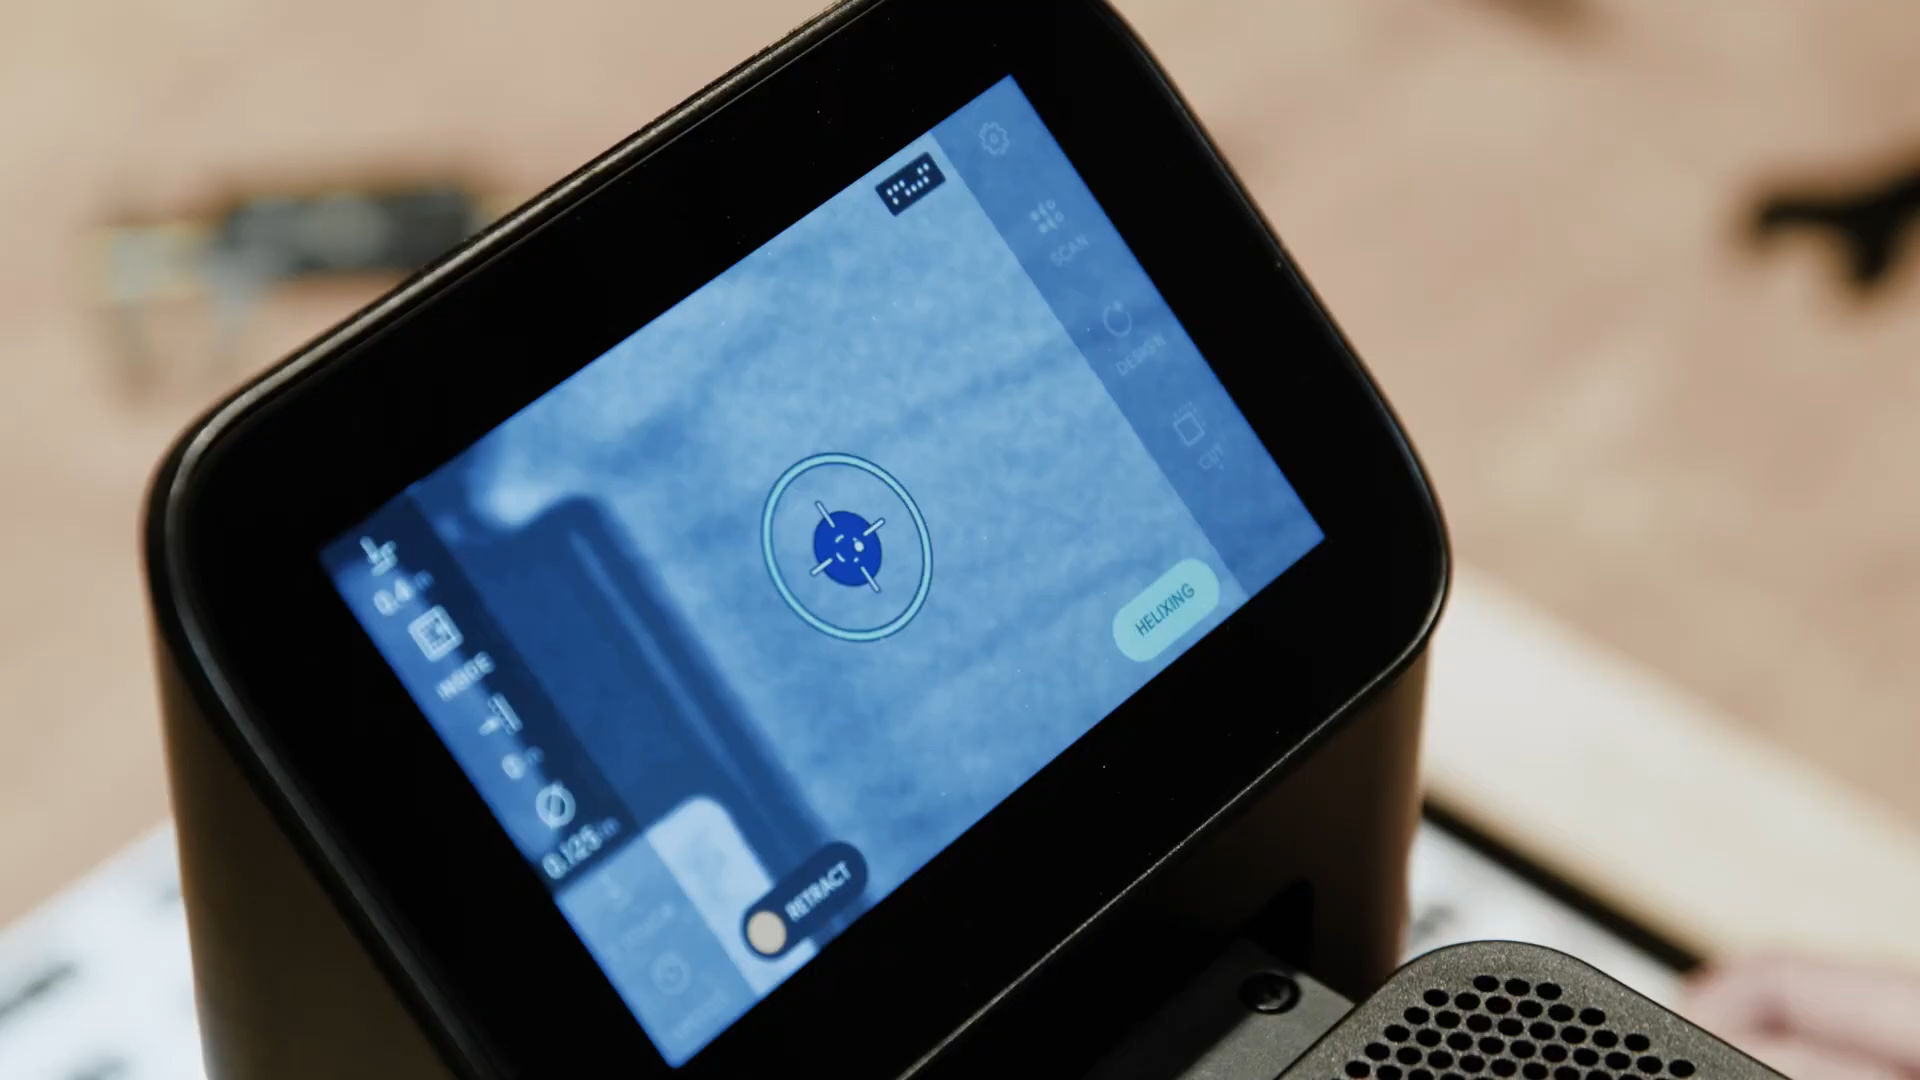 SCAN
DESIGN
CUT
0.4 in
INSIDE
0 in
0.125 in
HELIXING
RETRACT